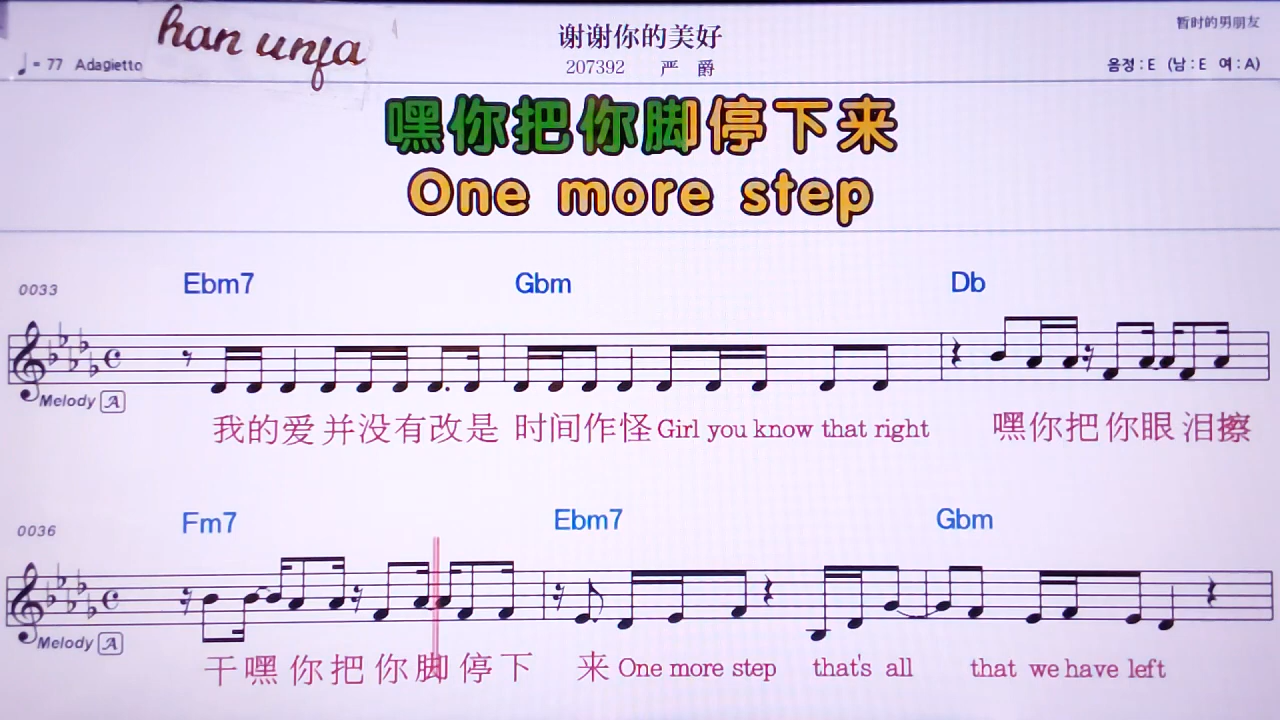 han unfa
♩= 77 Adagietto
谢谢你的美好
207392 严 爵
暂时的男朋友
음정 : E (남 : E 여 : A)
嘿你把你脚停下来
One more step
0033
Ebm7 Gbm Db
Melody A
我的爱并没有改是 时间作怪 Girl you know that right 嘿你把你眼泪擦
0036
Fm7 Ebm7 Gbm
Melody A
干嘿你把你脚停下 来 One more step that's all that we have left